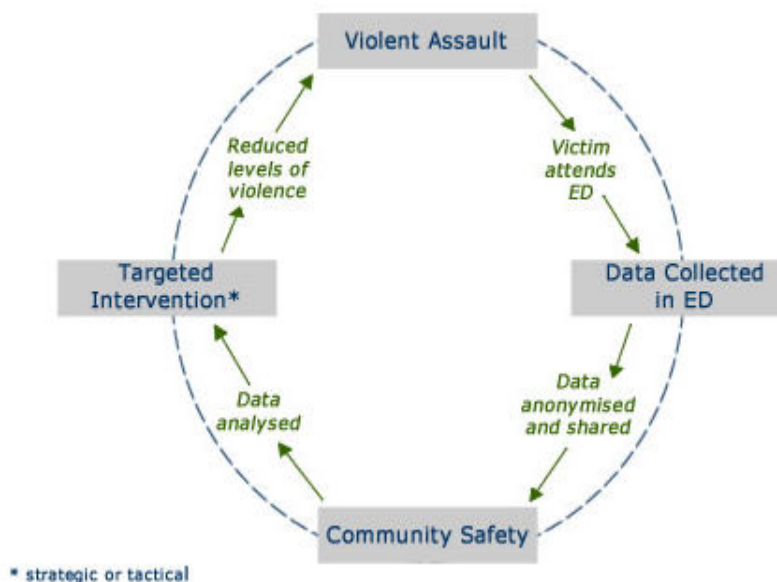 Violent Assault
Victim
attends
ED
Data Collected
in ED
Data
anonymised
and shared
Community Safety
Data
analysed
Targeted
Intervention*
Reduced
levels of
violence
* strategic or tactical